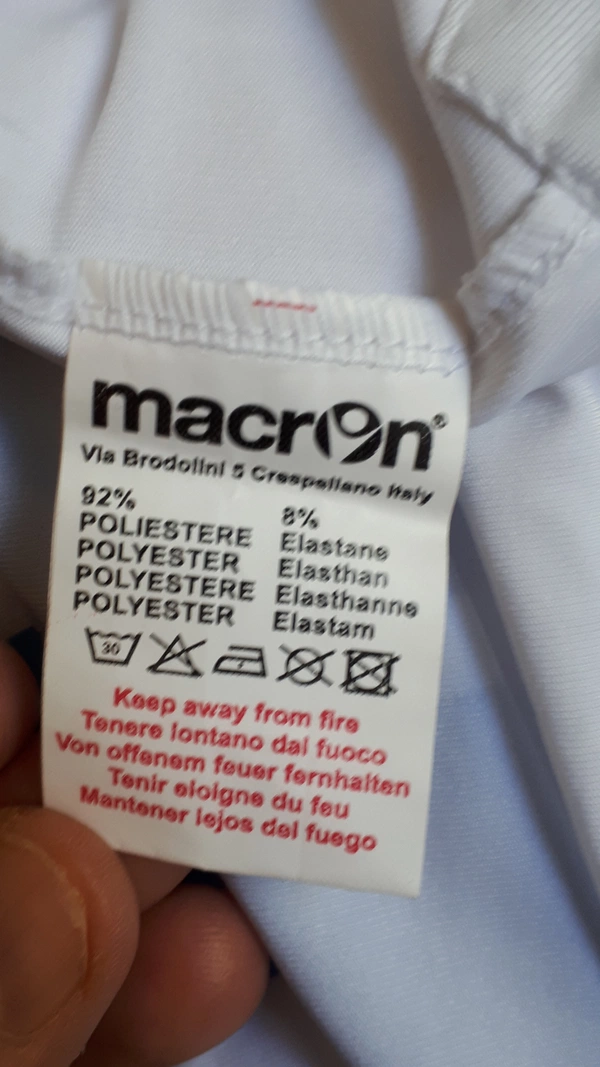 macron®
Via Brodolini 5 Crespellano Italy
92%
POLIESTERE
POLYESTER
POLYESTERE
POLYESTER
8%
Elastane
Elasthan
Elasthanne
Elastam
30
Keep away from fire
Tenere lontano dal fuoco
Von offenem feuer fernhalten
Tenir eloigne du feu
Mantener lejos del fuego